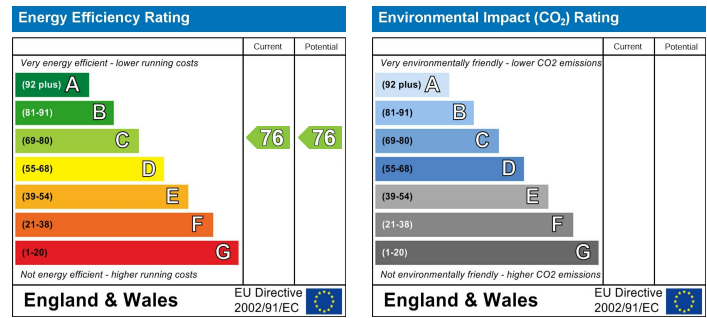 Energy Efficiency Rating
Current Potential
Very energy efficient - lower running costs
(92 plus) A
(81-91) B
(69-80) C 76 76
(55-68) D
(39-54) E
(21-38) F
(1-20) G
Not energy efficient - higher running costs
England & Wales
EU Directive
2002/91/EC
Environmental Impact (CO₂) Rating
Current Potential
Very environmentally friendly - lower CO2 emissions
(92 plus) A
(81-91) B
(69-80) C
(55-68) D
(39-54) E
(21-38) F
(1-20) G
Not environmentally friendly - higher CO2 emissions
England & Wales
EU Directive
2002/91/EC